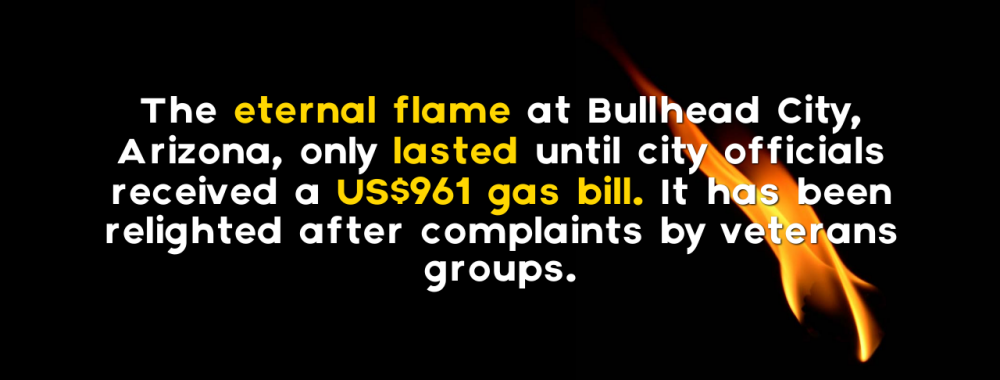 The eternal flame at Bullhead City,
Arizona, only lasted until city officials
received a US$961 gas bill. It has been
relighted after complaints by veterans
groups.